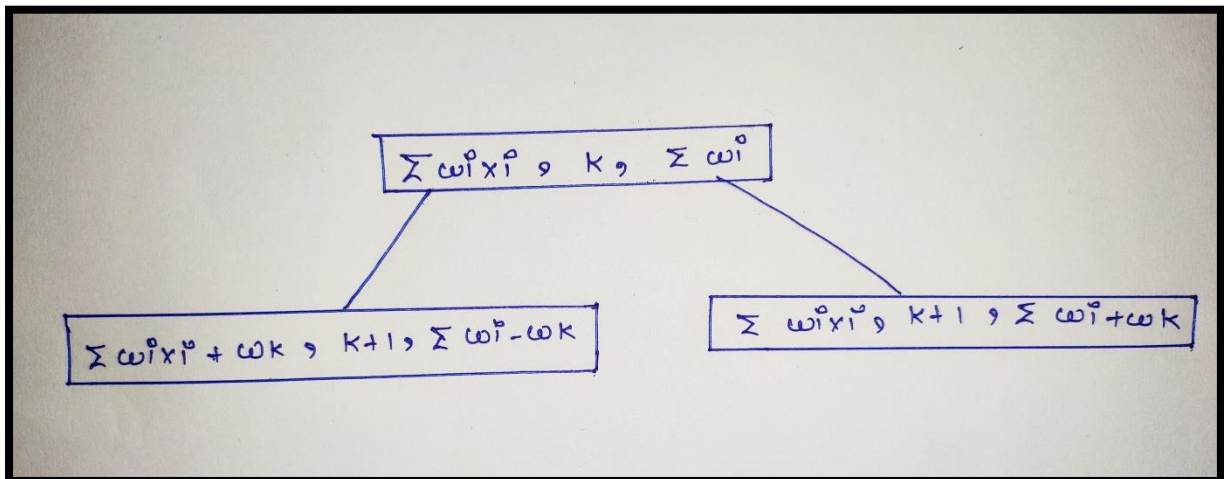 Σ wixi, k, Σ wi
Σ wixi + wk, k+1, Σ wi - wk
Σ wixi, k+1, Σ wi + wk